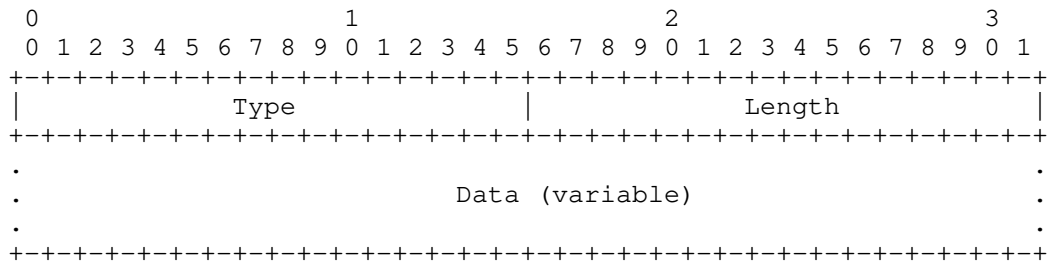 0                   1                   2                   3
 0 1 2 3 4 5 6 7 8 9 0 1 2 3 4 5 6 7 8 9 0 1 2 3 4 5 6 7 8 9 0 1
+-+-+-+-+-+-+-+-+-+-+-+-+-+-+-+-+-+-+-+-+-+-+-+-+-+-+-+-+-+-+-+-+
|             Type              |             Length            |
+-+-+-+-+-+-+-+-+-+-+-+-+-+-+-+-+-+-+-+-+-+-+-+-+-+-+-+-+-+-+-+-+
.                                                               .
.                           Data (variable)                     .
.                                                               .
+-+-+-+-+-+-+-+-+-+-+-+-+-+-+-+-+-+-+-+-+-+-+-+-+-+-+-+-+-+-+-+-+